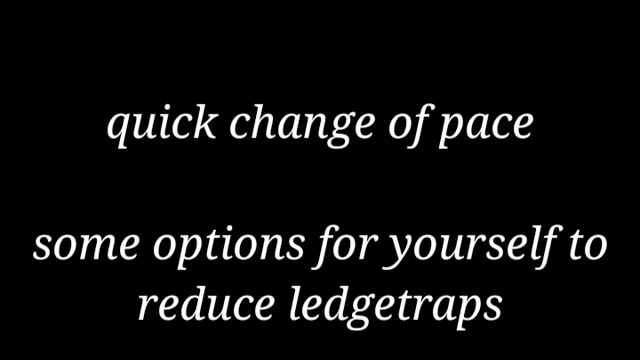 quick change of pace
some options for yourself to
reduce ledgetraps